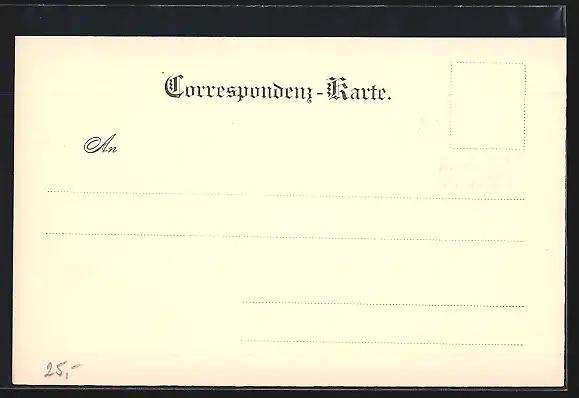 Correspondenz-Karte.
An
25,-